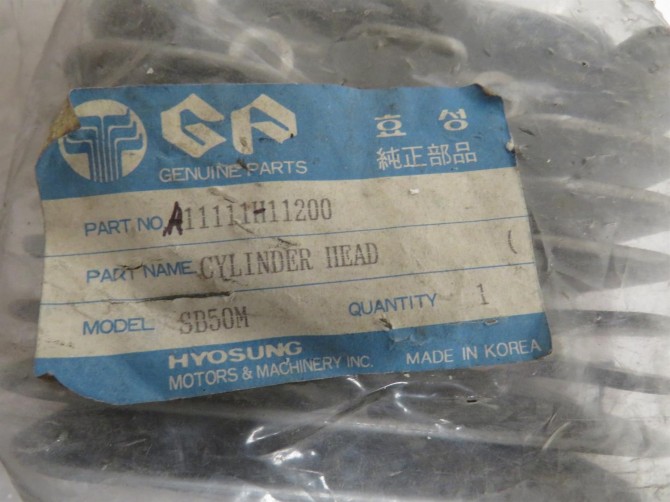 GP 효성
GENUINE PARTS 純正部品
PART NO. A11111H11200
PART NAME CYLINDER HEAD (
MODEL SB50M QUANTITY 1
HYOSUNG
MOTORS & MACHINERY INC. MADE IN KOREA